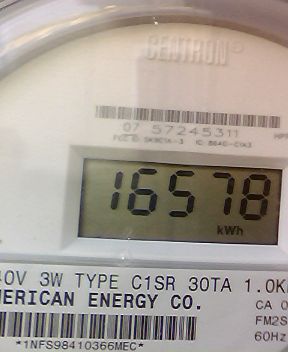 CENTRON®
07 57245311
16578
kWh
40V 3W TYPE C1SR 30TA 1.0K
MERICAN ENERGY CO.
CA 0
FM2S
60Hz
*1NFS98410366MEC*